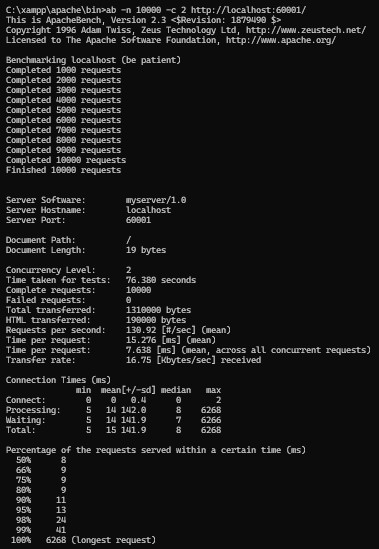 C:\xampp\apache\bin>ab -n 10000 -c 2 http://localhost:60001/
This is ApacheBench, Version 2.3 <$Revision: 1879490 $>
Copyright 1996 Adam Twiss, Zeus Technology Ltd, http://www.zeustech.net/
Licensed to The Apache Software Foundation, http://www.apache.org/

Benchmarking localhost (be patient)
Completed 1000 requests
Completed 2000 requests
Completed 3000 requests
Completed 4000 requests
Completed 5000 requests
Completed 6000 requests
Completed 7000 requests
Completed 8000 requests
Completed 9000 requests
Completed 10000 requests
Finished 10000 requests


Server Software:        myserver/1.0
Server Hostname:        localhost
Server Port:            60001

Document Path:          /
Document Length:        19 bytes

Concurrency Level:      2
Time taken for tests:   76.380 seconds
Complete requests:      10000
Failed requests:        0
Total transferred:      1310000 bytes
HTML transferred:       190000 bytes
Requests per second:    130.92 [#/sec] (mean)
Time per request:       15.276 [ms] (mean)
Time per request:       7.638 [ms] (mean, across all concurrent requests)
Transfer rate:          16.75 [Kbytes/sec] received

Connection Times (ms)
              min  mean[+/-sd] median   max
Connect:        0    0   0.4      0       2
Processing:     5   14 142.0      8    6268
Waiting:        5   14 141.9      7    6266
Total:          5   15 141.9      8    6268

Percentage of the requests served within a certain time (ms)
  50%      8
  66%      9
  75%      9
  80%      9
  90%     11
  95%     13
  98%     24
  99%     41
 100%   6268 (longest request)